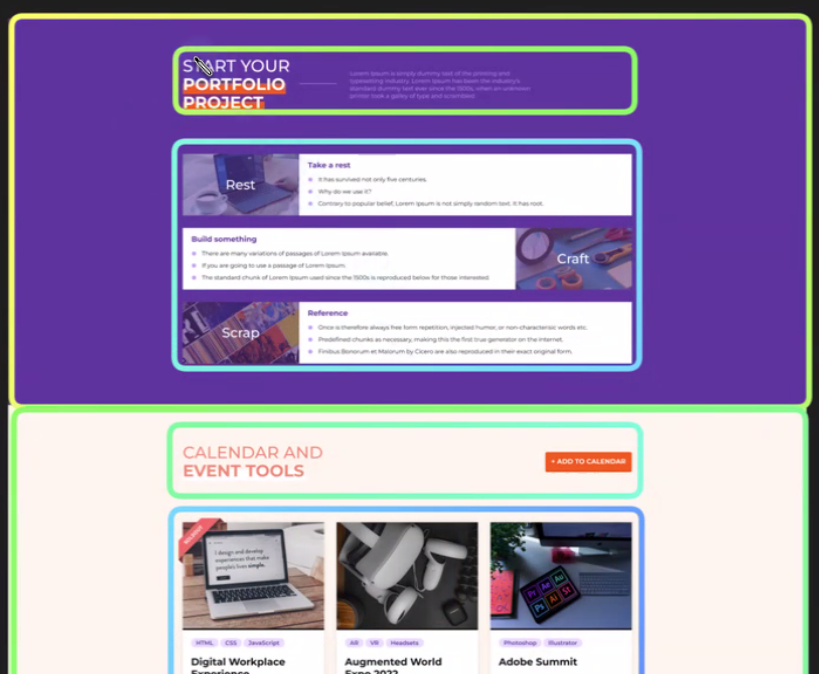 START YOUR
PORTFOLIO
PROJECT
Lorem Ipsum is simply dummy text of the printing and
typesetting industry. Lorem Ipsum has been the industry's
standard dummy text ever since the 1500s, when an unknown
printer took a galley of type and scrambled
Rest
Take a rest
It has survived not only five centuries.
Why do we use it?
Contrary to popular belief, Lorem Ipsum is not simply random text. It has root.
Build something
There are many variations of passages of Lorem Ipsum available.
If you are going to use a passage of Lorem Ipsum
The standard chunk of Lorem Ipsum used since the 1500s is reproduced below for those interested
Craft
Scrap
Reference
Once is therefore always free form repetition, injected humor, or non-characteristic words etc.
Predefined chunks as necessary, making this the first true generator on the internet.
Finibus Bonorum et Malorum by Cicero are also reproduced in their exact original form.
CALENDAR AND
EVENT TOOLS
+ ADD TO CALENDAR
I design and develop
experiences that make
people's lives simple.
Pr Ae Au
Ps Ai St
HTML CSS JavaScript
AR VR Headsets
Photoshop Illustrator
Digital Workplace
Experience
Augmented World
Expo 2022
Adobe Summit